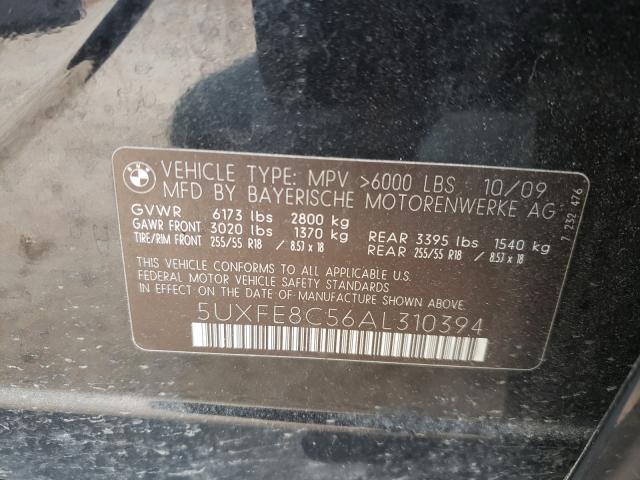 BMW
VEHICLE TYPE: MPV >6000 LBS 10/09
MFD BY BAYERISCHE MOTORENWERKE AG
GVWR 6173 lbs 2800 kg
GAWR FRONT 3020 lbs 1370 kg REAR 3395 lbs 1540 kg
TIRE/RIM FRONT 255/55 R18 / 8.5J x 18 REAR 255/55 R18 / 8.5J x 18
THIS VEHICLE CONFORMS TO ALL APPLICABLE U.S.
FEDERAL MOTOR VEHICLE SAFETY STANDARDS
IN EFFECT ON THE DATE OF MANUFACTURE SHOWN ABOVE.
5UXFE8C56AL310394
7 232 476